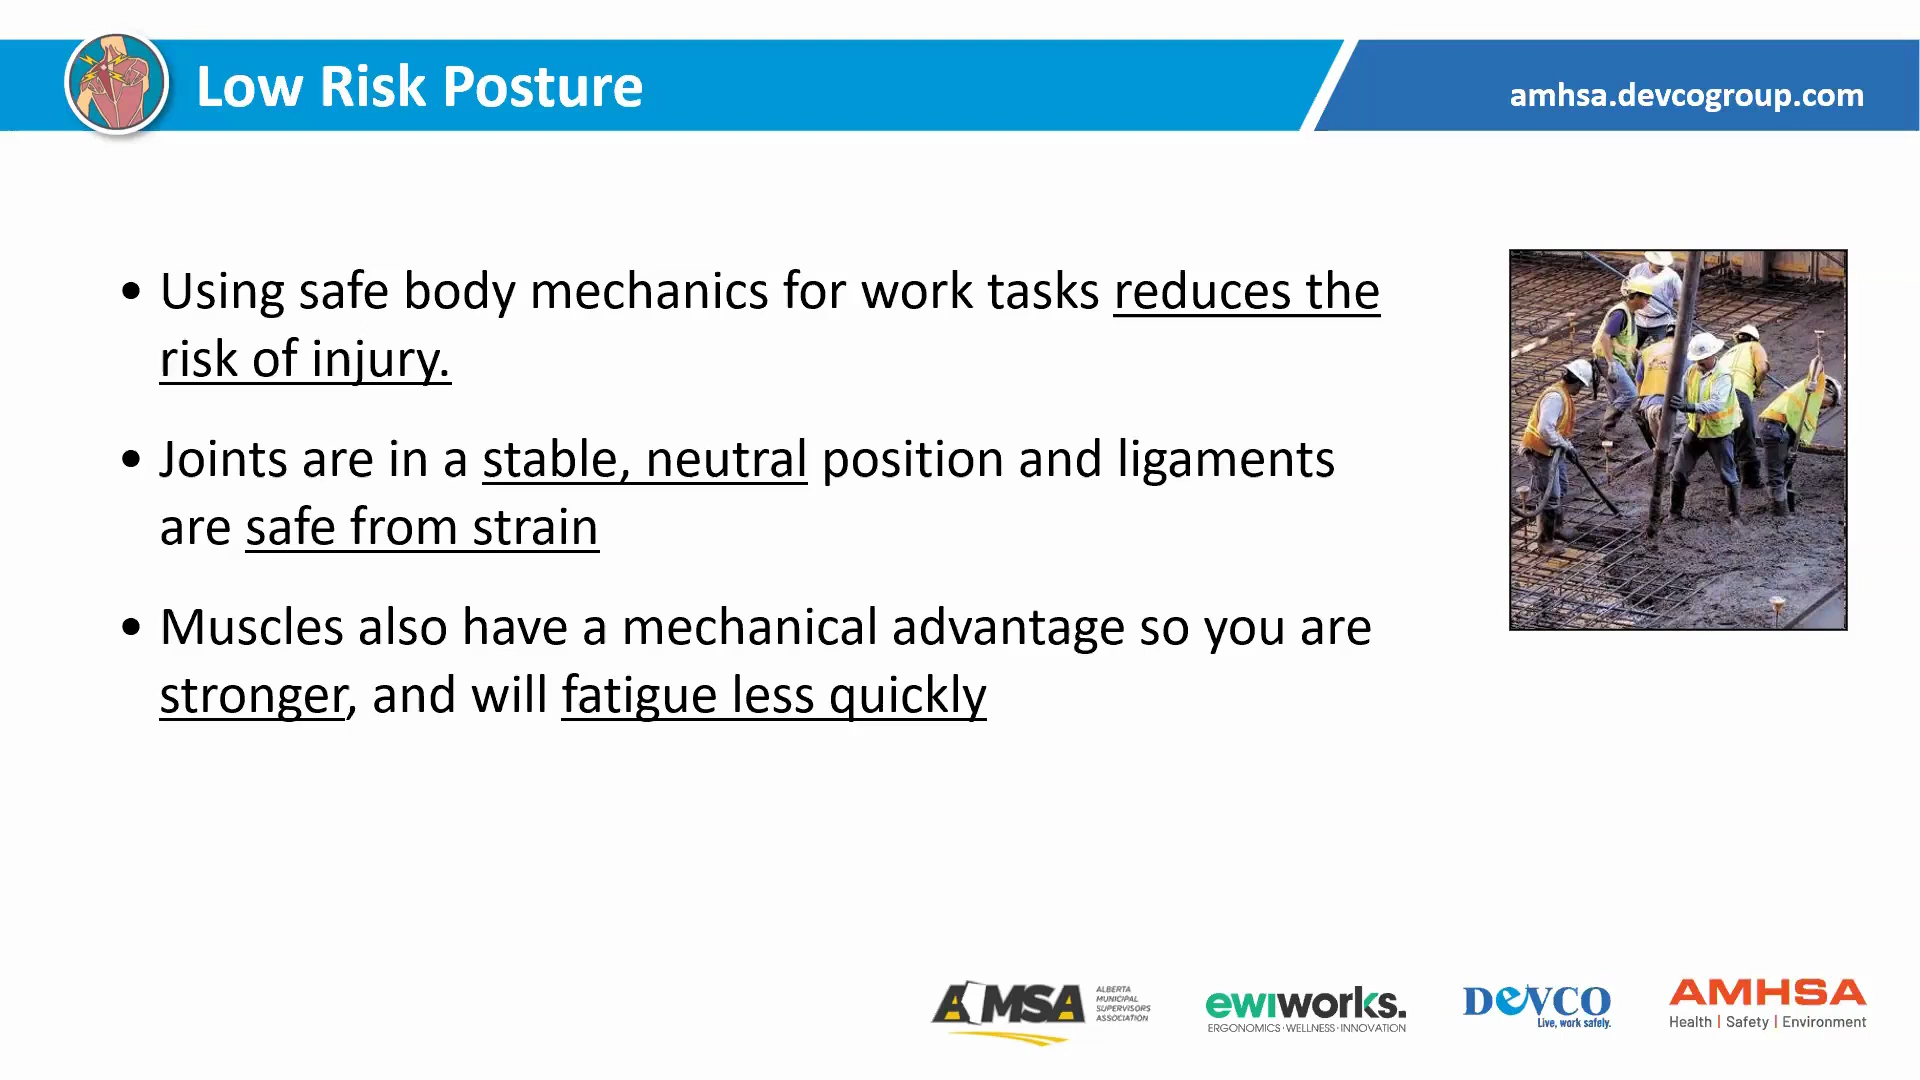 Low Risk Posture
amhsa.devcogroup.com
• Using safe body mechanics for work tasks reduces the
risk of injury.
• Joints are in a stable, neutral position and ligaments
are safe from strain
• Muscles also have a mechanical advantage so you are
stronger, and will fatigue less quickly
AMSA
ALBERTA
MUNICIPAL
SUPERVISORS
ASSOCIATION
ewiworks.
ERGONOMICS · WELLNESS · INNOVATION
DEVCO
Live, work safely.
AMHSA
Health | Safety | Environment